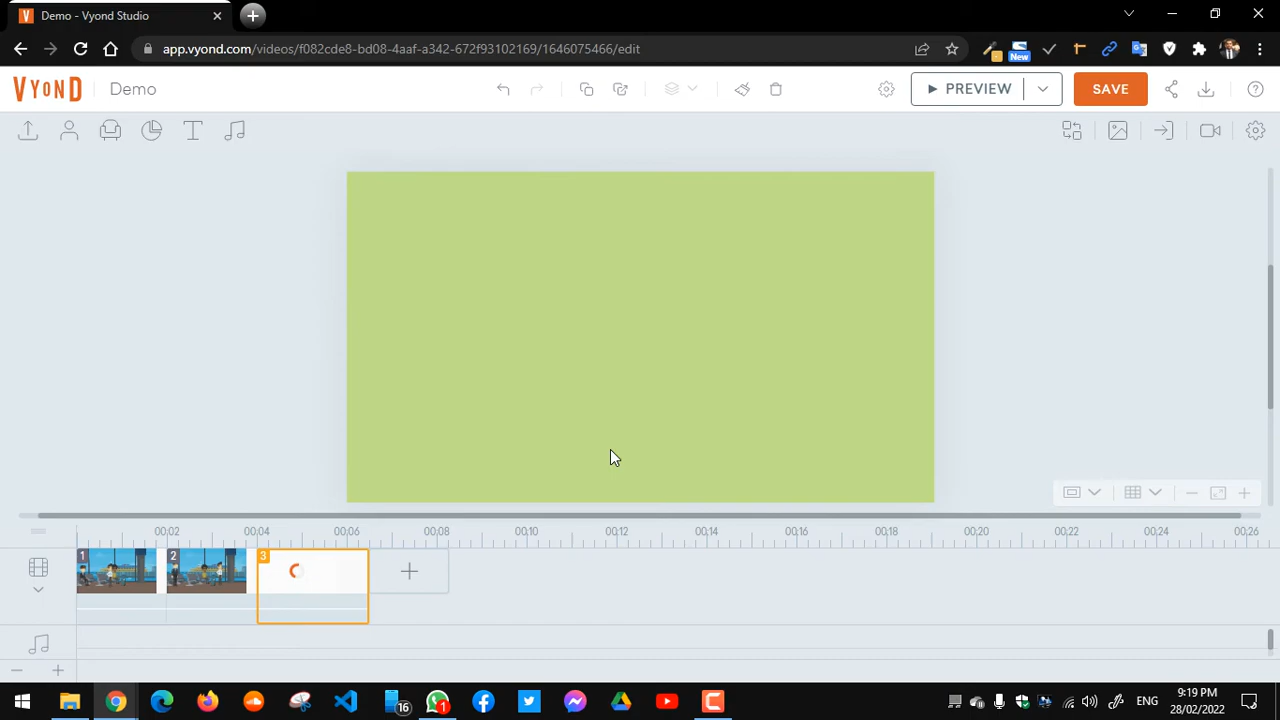 Demo - Vyond Studio
app.vyond.com/videos/f082cde8-bd08-4aaf-a342-672f93102169/1646075466/edit
New
VYOND
Demo
PREVIEW
SAVE
00:02
00:04
00:06
00:08
00:10
00:12
00:14
00:16
00:18
00:20
00:22
00:24
00:26
1
2
3
16
1
ENG
9:19 PM
28/02/2022